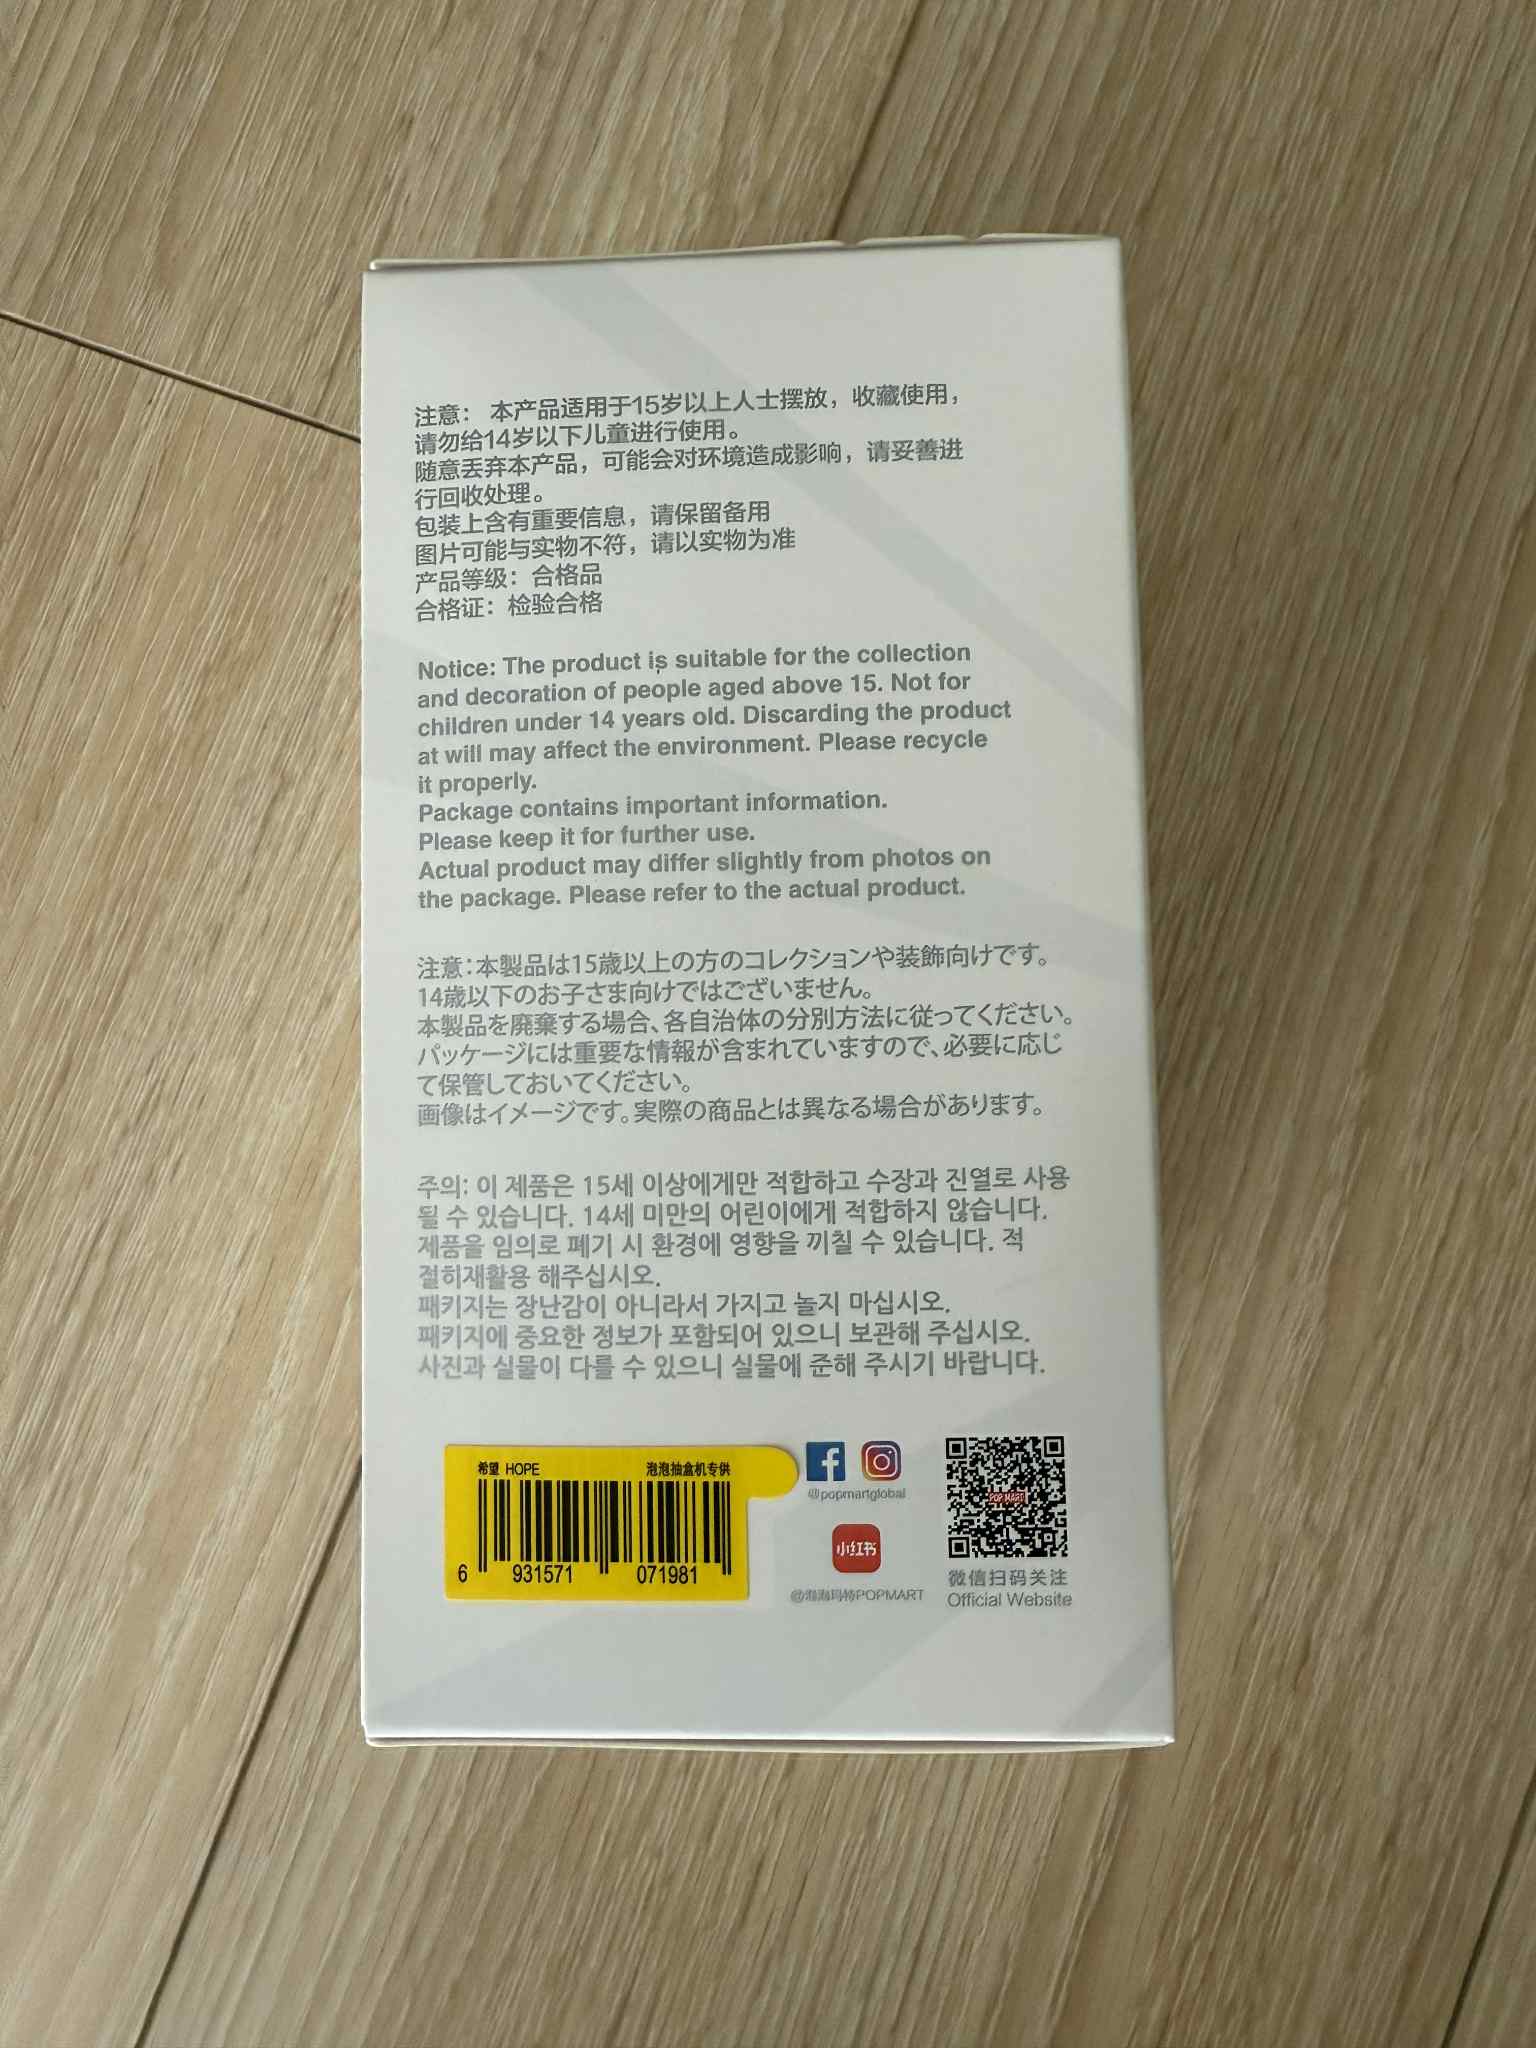 注意： 本产品适用于15岁以上人士摆放，收藏使用，
请勿给14岁以下儿童进行使用。
随意丢弃本产品，可能会对环境造成影响，请妥善进
行回收处理。
包装上含有重要信息，请保留备用
图片可能与实物不符，请以实物为准
产品等级：合格品
合格证：检验合格
Notice: The product is suitable for the collection
and decoration of people aged above 15. Not for
children under 14 years old. Discarding the product
at will may affect the environment. Please recycle
it properly.
Package contains important information.
Please keep it for further use.
Actual product may differ slightly from photos on
the package. Please refer to the actual product.
注意：本製品は15歳以上の方のコレクションや装飾向けです。
14歳以下のお子さま向けではございません。
本製品を廃棄する場合、各自治体の分別方法に従ってください。
パッケージには重要な情報が含まれていますので、必要に応じ
て保管しておいてください。
画像はイメージです。実際の商品とは異なる場合があります。
주의: 이 제품은 15세 이상에게만 적합하고 수장과 진열로 사용
될 수 있습니다. 14세 미만의 어린이에게 적합하지 않습니다.
제품을 임의로 폐기 시 환경에 영향을 끼칠 수 있습니다. 적
절히재활용 해주십시오.
패키지는 장난감이 아니라서 가지고 놀지 마십시오.
패키지에 중요한 정보가 포함되어 있으니 보관해 주십시오.
사진과 실물이 다를 수 있으니 실물에 준해 주시기 바랍니다.
希望 HOPE 泡泡抽盒机专供
6 931571 071981
@popmartglobal
小红书
@泡泡玛特POPMART
POP MART
微信扫码关注
Official Website